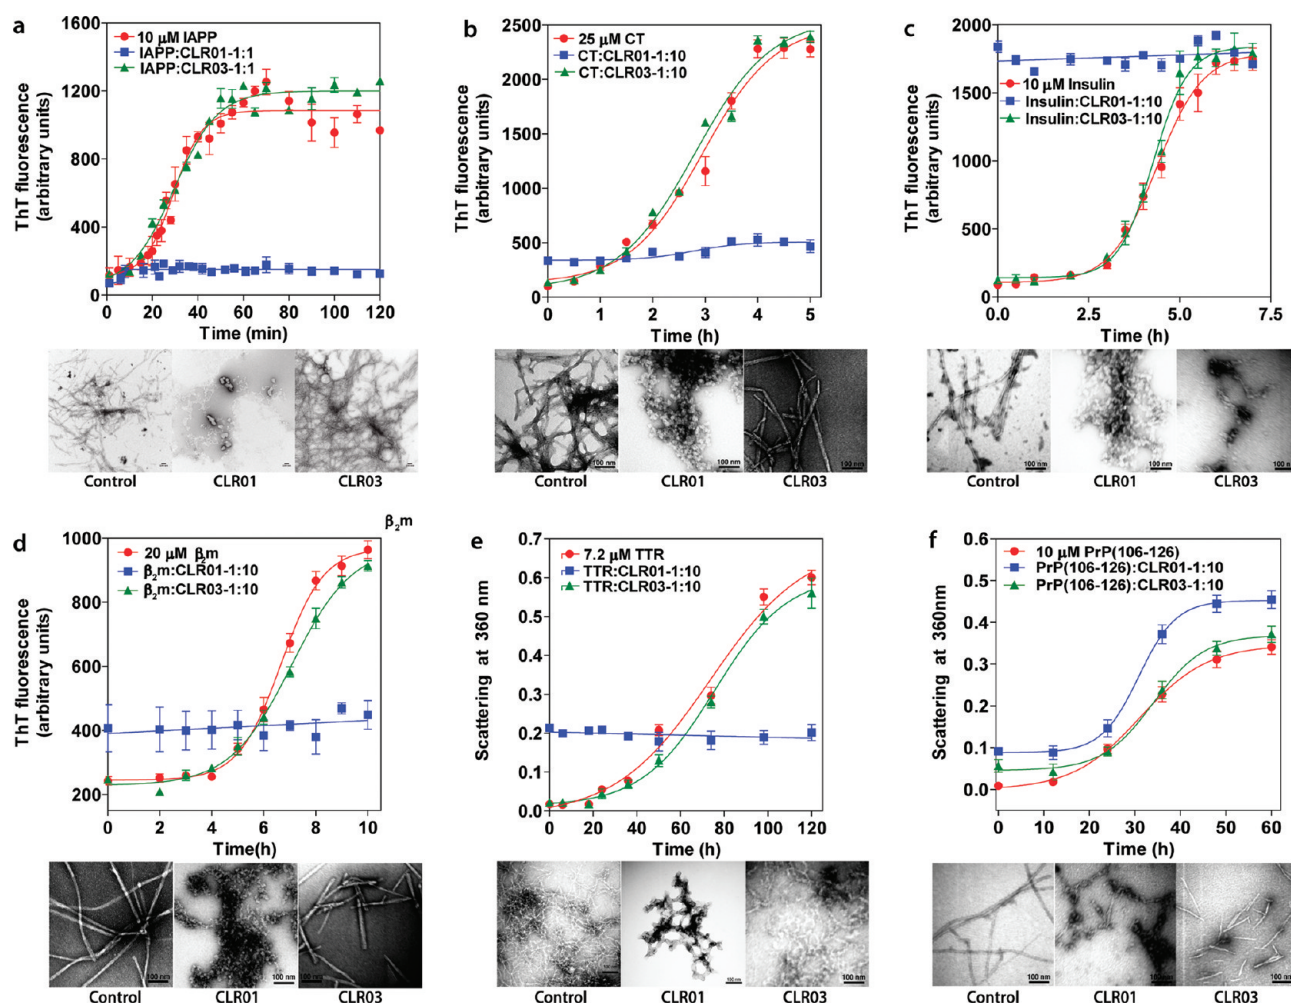 a
1600
1200
800
400
0
ThT fluorescence
(arbitrary units)
10 μM IAPP
IAPP:CLR01-1:1
IAPP:CLR03-1:1
0 20 40 60 80 100 120
Time (min)
Control CLR01 CLR03
b
2500
2000
1500
1000
500
0
ThT fluorescence
(arbitrary units)
25 μM CT
CT:CLR01-1:10
CT:CLR03-1:10
0 1 2 3 4 5
Time (h)
100 nm 100 nm 100 nm
Control CLR01 CLR03
c
2000
1500
1000
500
0
ThT fluorescence
(arbitrary units)
10 μM Insulin
Insulin:CLR01-1:10
Insulin:CLR03-1:10
0 2.5 5.0 7.5
Time (h)
100 nm 100 nm 100 nm
Control CLR01 CLR03
d
β₂m
1000
800
600
400
200
ThT fluorescence
(arbitrary units)
20 μM β₂m
β₂m:CLR01-1:10
β₂m:CLR03-1:10
0 2 4 6 8 10
Time(h)
100 nm 100 nm 100 nm
Control CLR01 CLR03
e
0.6
0.5
0.4
0.3
0.2
0.1
0.0
Scattering at 360 nm
7.2 μM TTR
TTR:CLR01-1:10
TTR:CLR03-1:10
0 20 40 60 80 100 120
Time (h)
100 nm 100 nm 100 nm
Control CLR01 CLR03
f
0.6
0.5
0.4
0.3
0.2
0.1
0.0
Scattering at 360nm
10 μM PrP(106-126)
PrP(106-126):CLR01-1:10
PrP(106-126):CLR03-1:10
0 10 20 30 40 50 60
Time (h)
100 nm 100 nm 100 nm
Control CLR01 CLR03